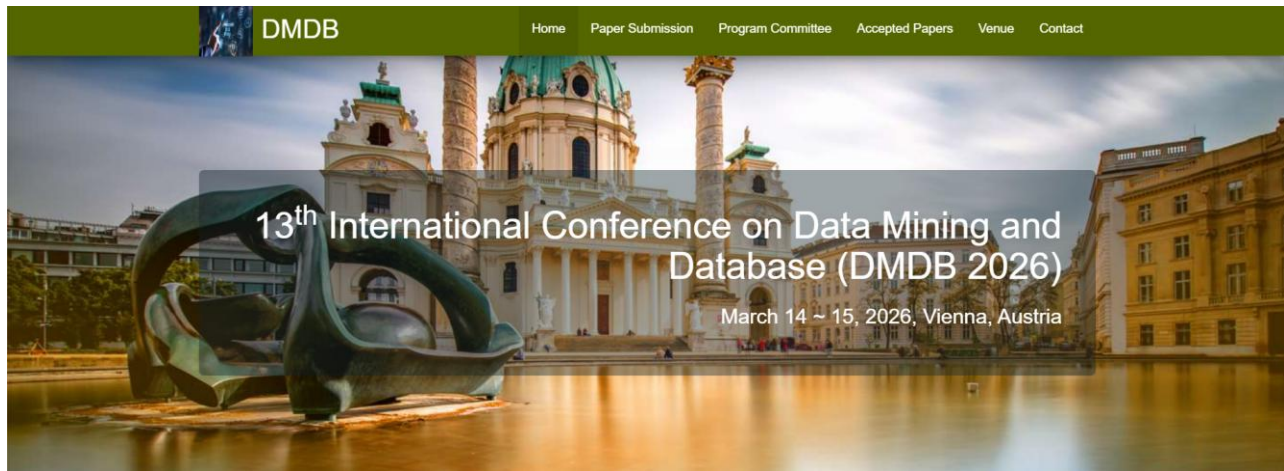 DMDB
Home Paper Submission Program Committee Accepted Papers Venue Contact
13th International Conference on Data Mining and
Database (DMDB 2026)
March 14 ~ 15, 2026, Vienna, Austria